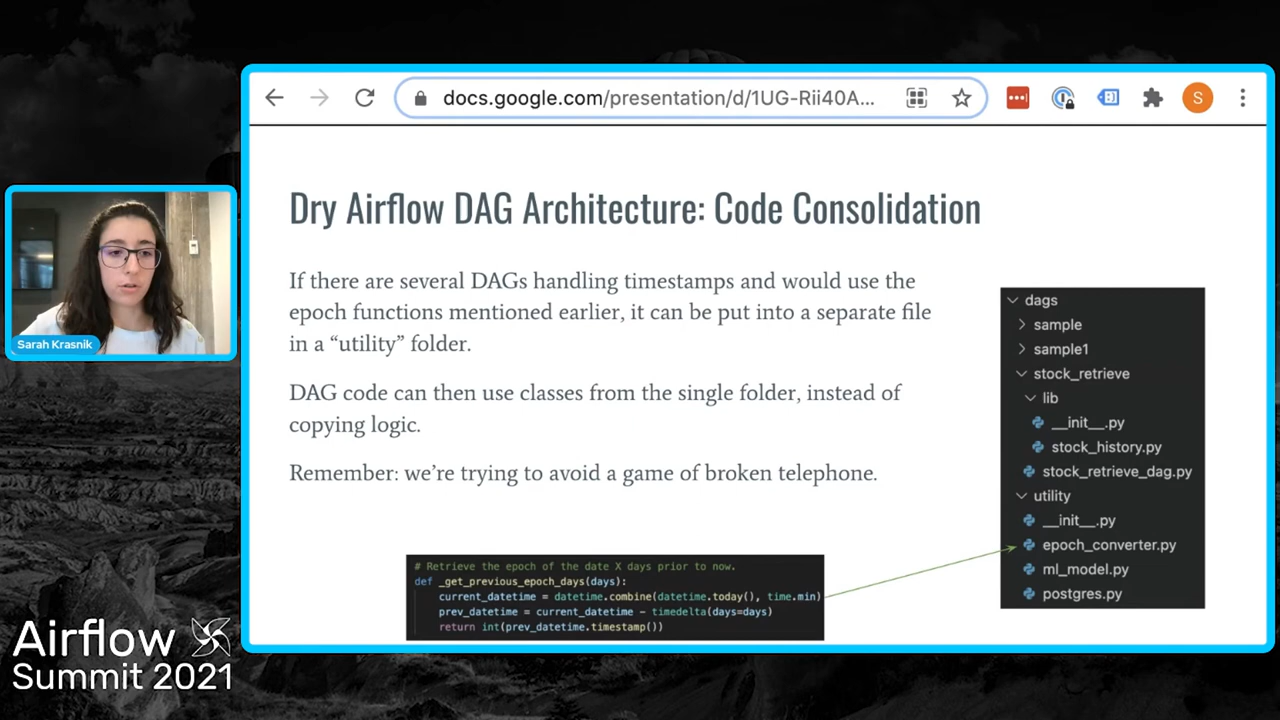 docs.google.com/presentation/d/1UG-Rii40A...
S
Dry Airflow DAG Architecture: Code Consolidation
If there are several DAGs handling timestamps and would use the
epoch functions mentioned earlier, it can be put into a separate file
in a “utility” folder.
DAG code can then use classes from the single folder, instead of
copying logic.
Remember: we’re trying to avoid a game of broken telephone.
dags
sample
sample1
stock_retrieve
lib
__init__.py
stock_history.py
stock_retrieve_dag.py
utility
__init__.py
epoch_converter.py
ml_model.py
postgres.py
# Retrieve the epoch of the date X days prior to now.
def _get_previous_epoch_days(days):
current_datetime = datetime.combine(datetime.today(), time.min)
prev_datetime = current_datetime - timedelta(days=days)
return int(prev_datetime.timestamp())
Sarah Krasnik
Airflow
Summit 2021